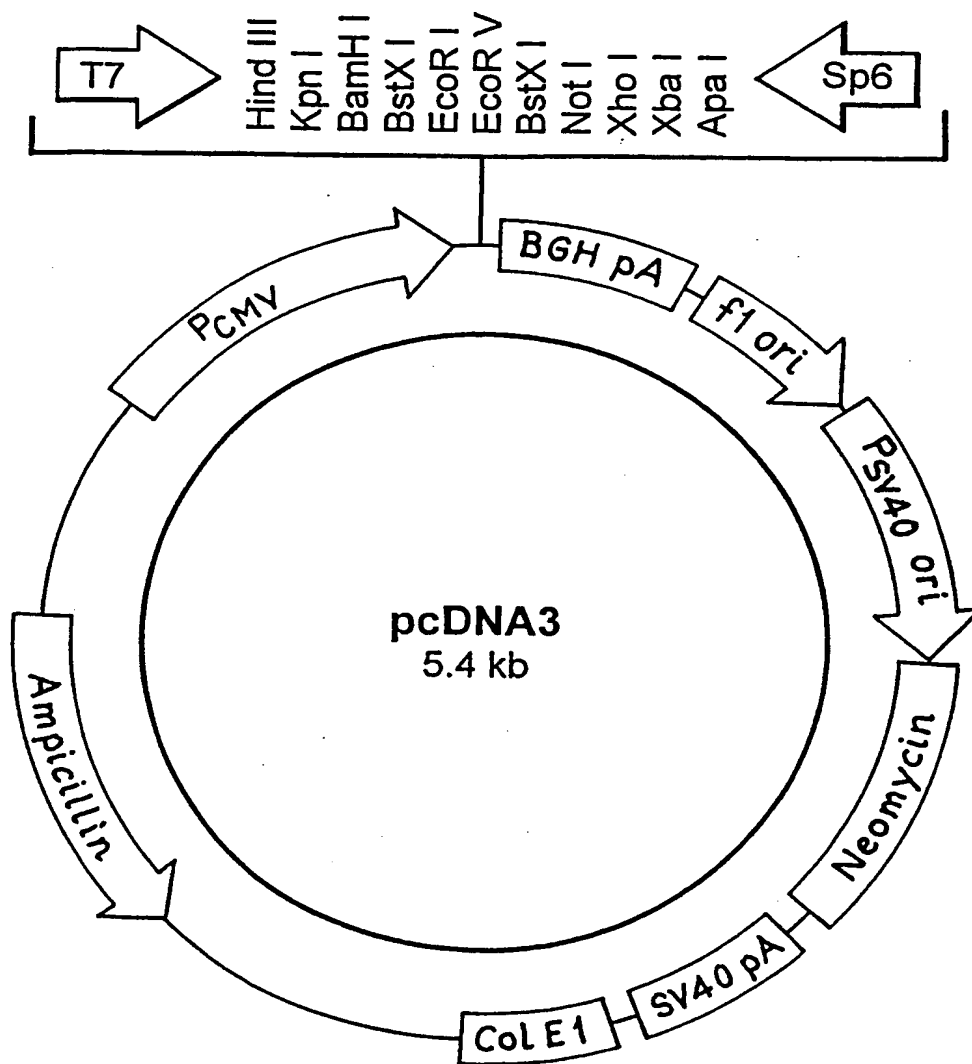 T7
Hind III
Kpn I
BamH I
BstX I
EcoR I
EcoR V
BstX I
Not I
Xho I
Xba I
Apa I
Sp6
PCMV
BGH pA
f1 ori
PSV40 ori
Neomycin
SV40 pA
Col E1
Ampicillin
pcDNA3
5.4 kb